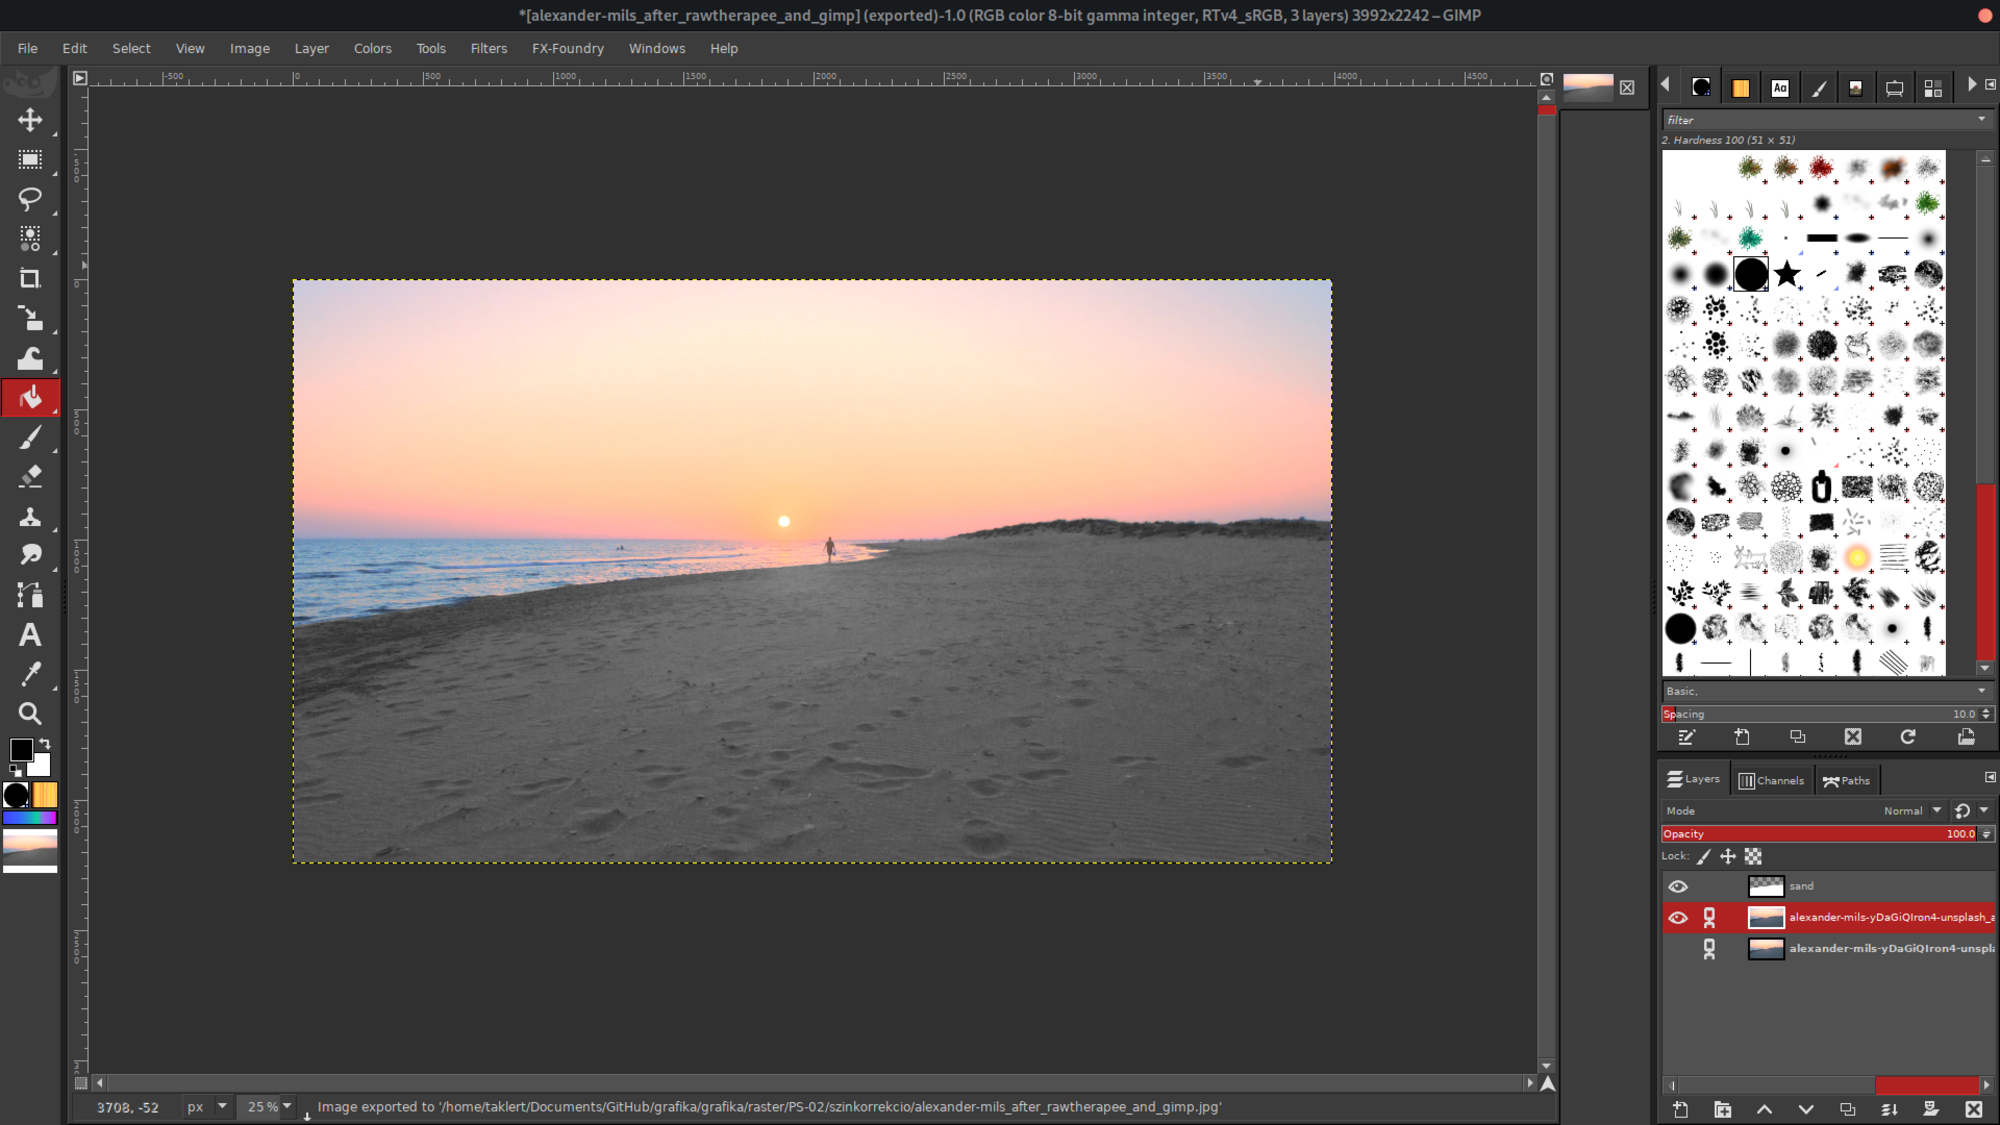 *[alexander-mils_after_rawtherapee_and_gimp] (exported)-1.0 (RGB color 8-bit gamma integer, RTv4_sRGB, 3 layers) 3992x2242 – GIMP
File Edit Select View Image Layer Colors Tools Filters FX-Foundry Windows Help
-500 0 500 1000 1500 2000 2500 3000 3500 4000 4500
filter
2. Hardness 100 (51 × 51)
Basic,
Spacing 10.0
Layers Channels Paths
Mode Normal
Opacity 100.0
Lock:
sand
alexander-mils-yDaGiQIron4-unsplash_a
alexander-mils-yDaGiQIron4-unspla
3708, -52 px 25 % Image exported to '/home/taklert/Documents/GitHub/grafika/grafika/raster/PS-02/szinkorrekcio/alexander-mils_after_rawtherapee_and_gimp.jpg'